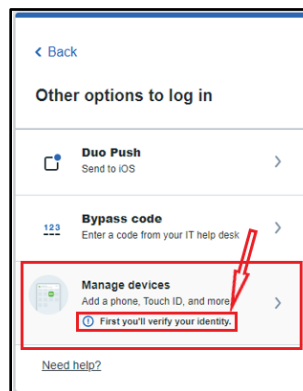 Back
Other options to log in
Duo Push
Send to iOS
123
Bypass code
Enter a code from your IT help desk
Manage devices
Add a phone, Touch ID, and more.
First you'll verify your identity.
Need help?